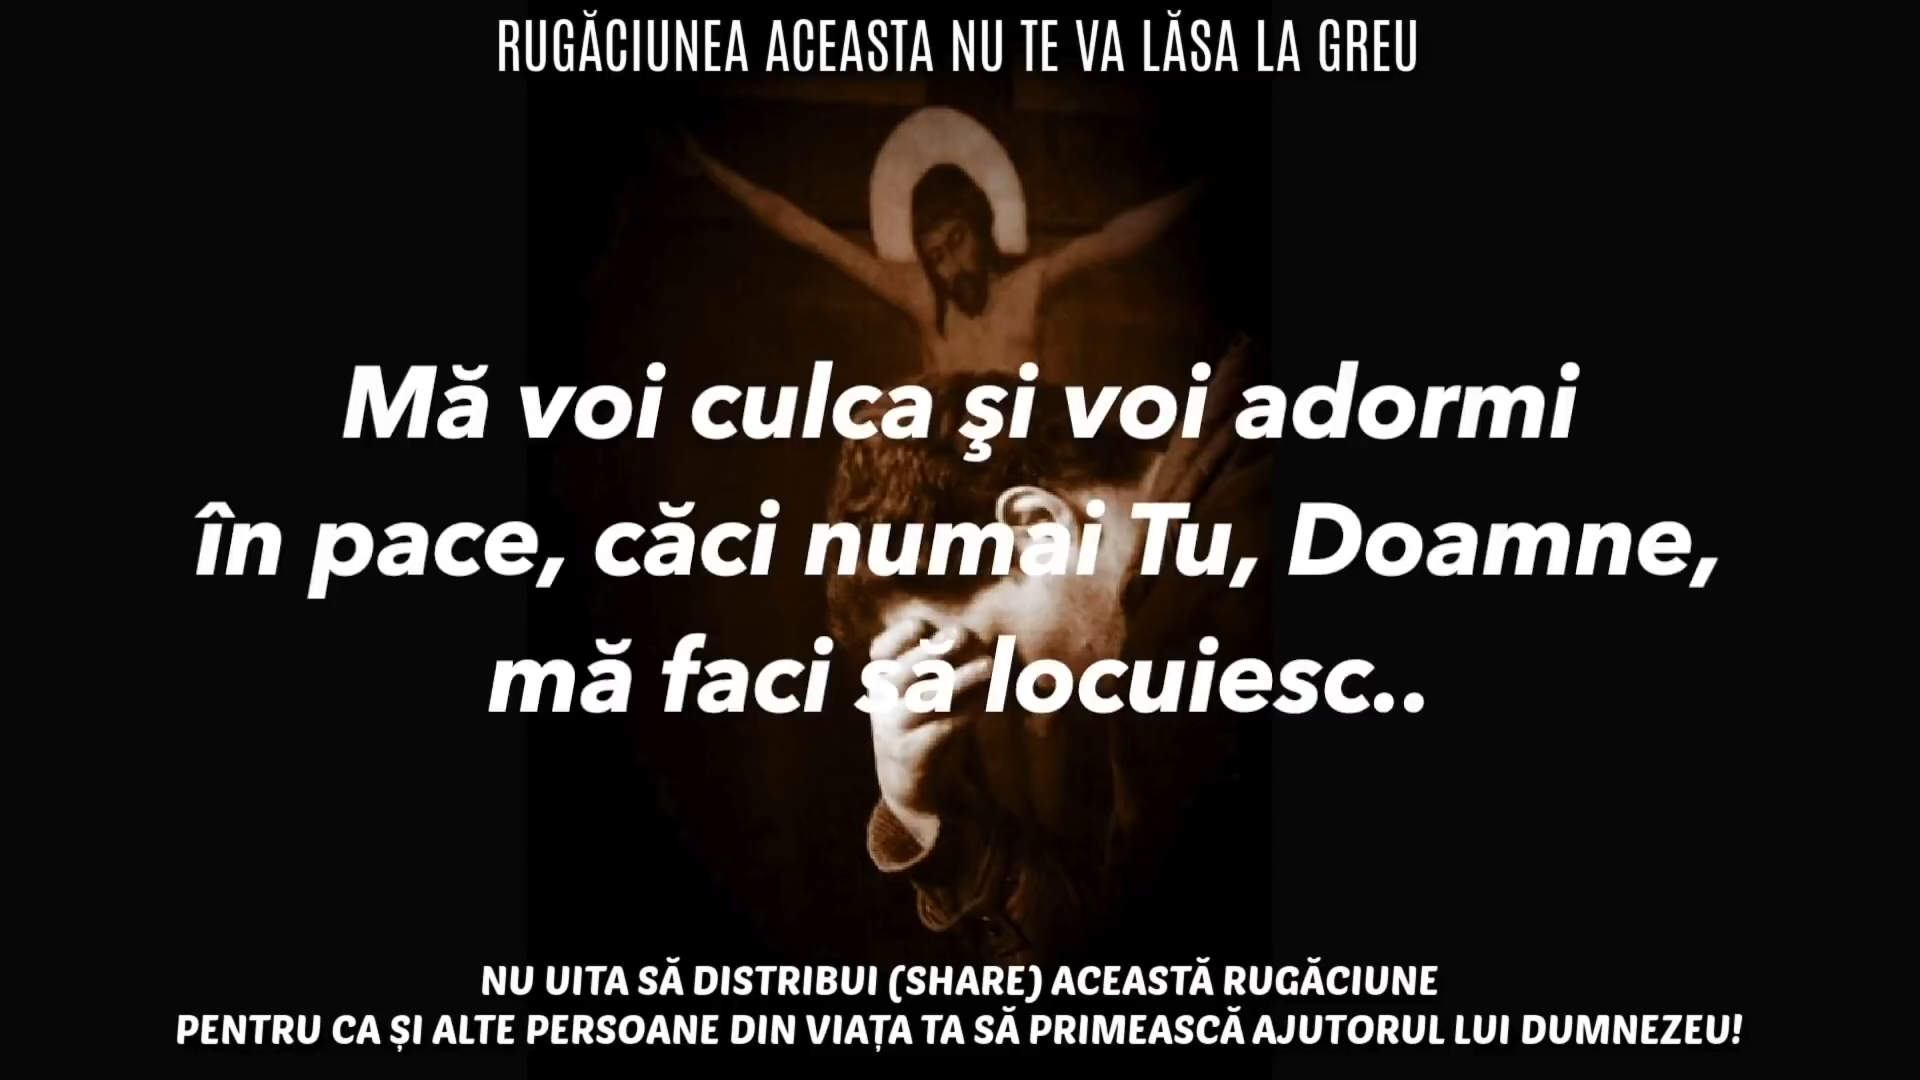 RUGĂCIUNEA ACEASTA NU TE VA LĂSA LA GREU
Mă voi culca şi voi adormi
în pace, căci numai Tu, Doamne,
mă faci să locuiesc..
NU UITA SĂ DISTRIBUI (SHARE) ACEASTĂ RUGĂCIUNE
PENTRU CA ȘI ALTE PERSOANE DIN VIAȚA TA SĂ PRIMEASCĂ AJUTORUL LUI DUMNEZEU!